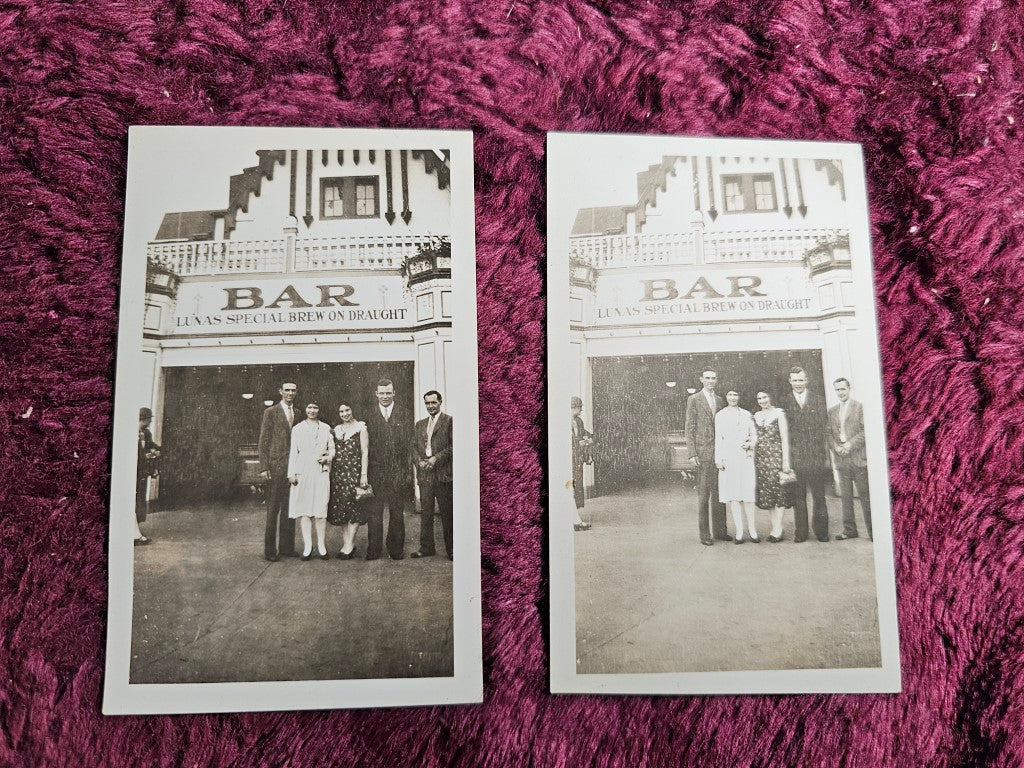 BAR
LUNAS SPECIAL BREW ON DRAUGHT
BAR
LUNAS SPECIAL BREW ON DRAUGHT